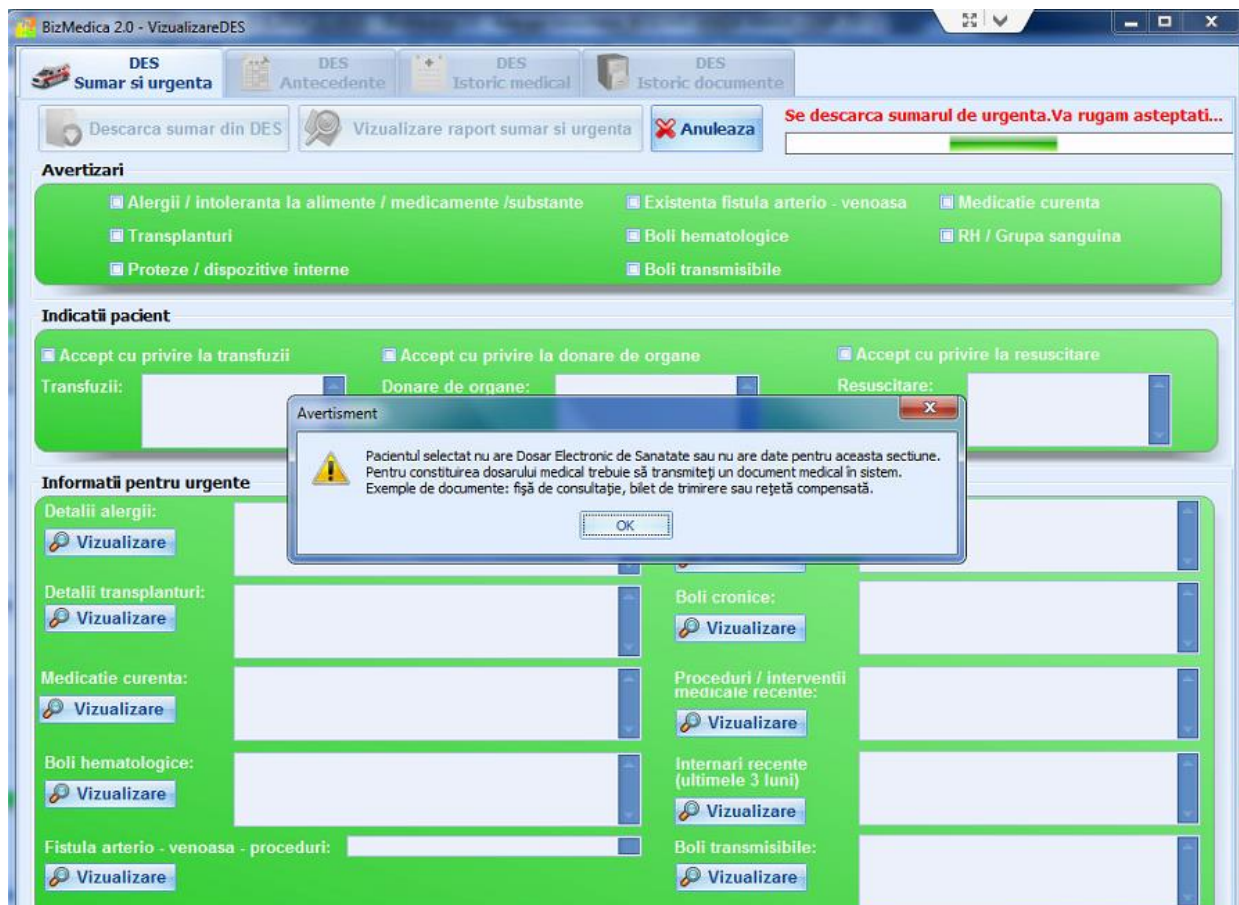 BizMedica 2.0 - VizualizareDES
DES
Sumar si urgenta
DES
Antecedente
DES
Istoric medical
DES
Istoric documente
Descarca sumar din DES
Vizualizare raport sumar si urgenta
Anuleaza
Se descarca sumarul de urgenta.Va rugam asteptati...
Avertizari
Alergii / intoleranta la alimente / medicamente /substante
Existenta fistula arterio - venoasa
Medicatie curenta
Transplanturi
Boli hematologice
RH / Grupa sanguina
Proteze / dispozitive interne
Boli transmisibile
Indicatii pacient
Accept cu privire la transfuzii
Accept cu privire la donare de organe
Accept cu privire la resuscitare
Transfuzii:
Donare de organe:
Resuscitare:
Avertisment
Pacientul selectat nu are Dosar Electronic de Sanatate sau nu are date pentru aceasta sectiune.
Pentru constituirea dosarului medical trebuie să transmiteţi un document medical în sistem.
Exemple de documente: fişă de consultaţie, bilet de trimirere sau reţetă compensată.
OK
Informatii pentru urgente
Detalii alergii:
Vizualizare
Detalii transplanturi:
Vizualizare
Boli cronice:
Vizualizare
Medicatie curenta:
Vizualizare
Proceduri / interventii
medicale recente:
Vizualizare
Boli hematologice:
Vizualizare
Internari recente
(ultimele 3 luni)
Vizualizare
Fistula arterio - venoasa - proceduri:
Vizualizare
Boli transmisibile:
Vizualizare